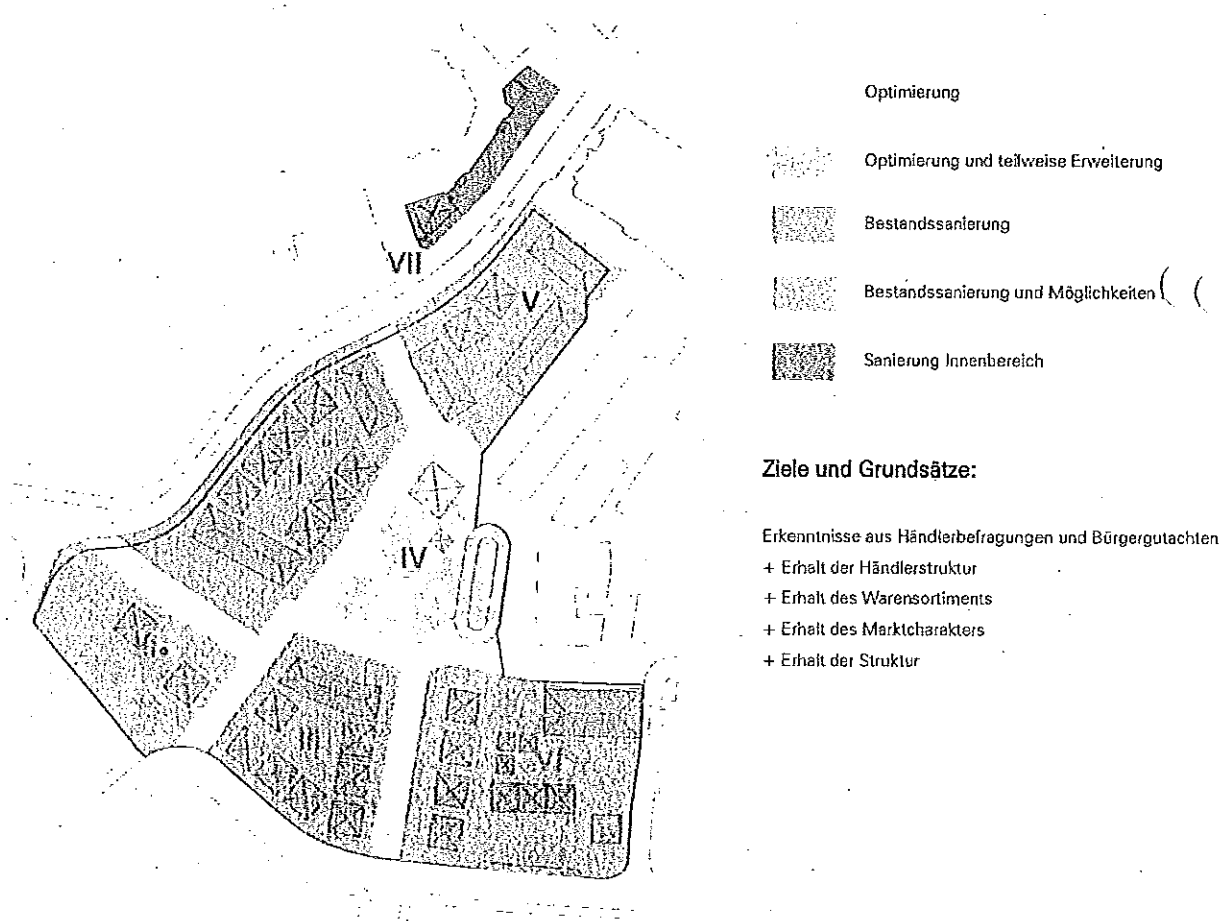 Optimierung
Optimierung und teilweise Erweiterung
Bestandssanierung
Bestandssanierung und Möglichkeiten
Sanierung Innenbereich
Ziele und Grundsätze:
Erkenntnisse aus Händlerbefragungen und Bürgergutachten
+ Erhalt der Händlerstruktur
+ Erhalt des Warensortiments
+ Erhalt des Marktcharakters
+ Erhalt der Struktur
VII
V
I
IV
III
VI